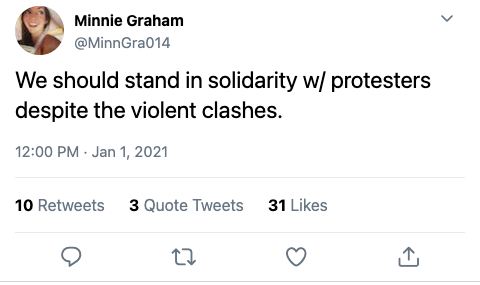 Minnie Graham
@MinnGra014
We should stand in solidarity w/ protesters
despite the violent clashes.
12:00 PM · Jan 1, 2021
10 Retweets 3 Quote Tweets 31 Likes